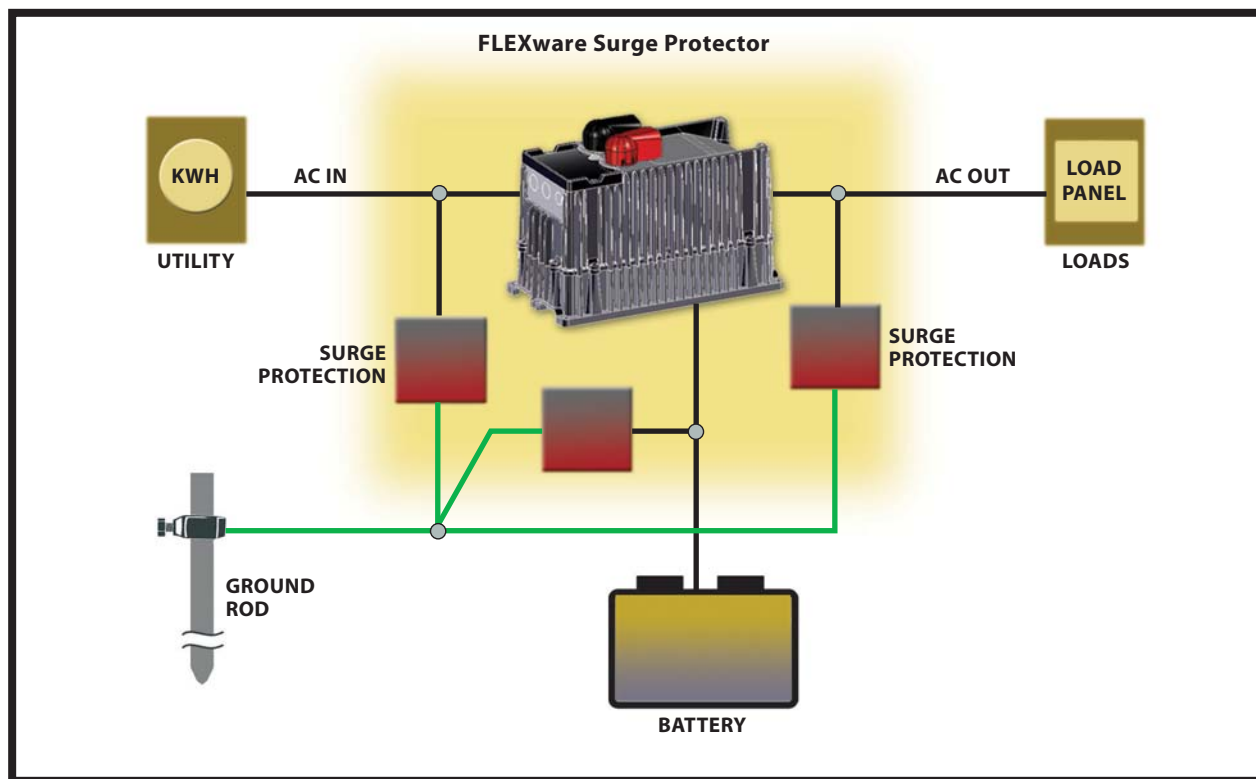 FLEXware Surge Protector
KWH
AC IN
AC OUT
LOAD
PANEL
UTILITY
LOADS
SURGE
PROTECTION
SURGE
PROTECTION
GROUND
ROD
BATTERY